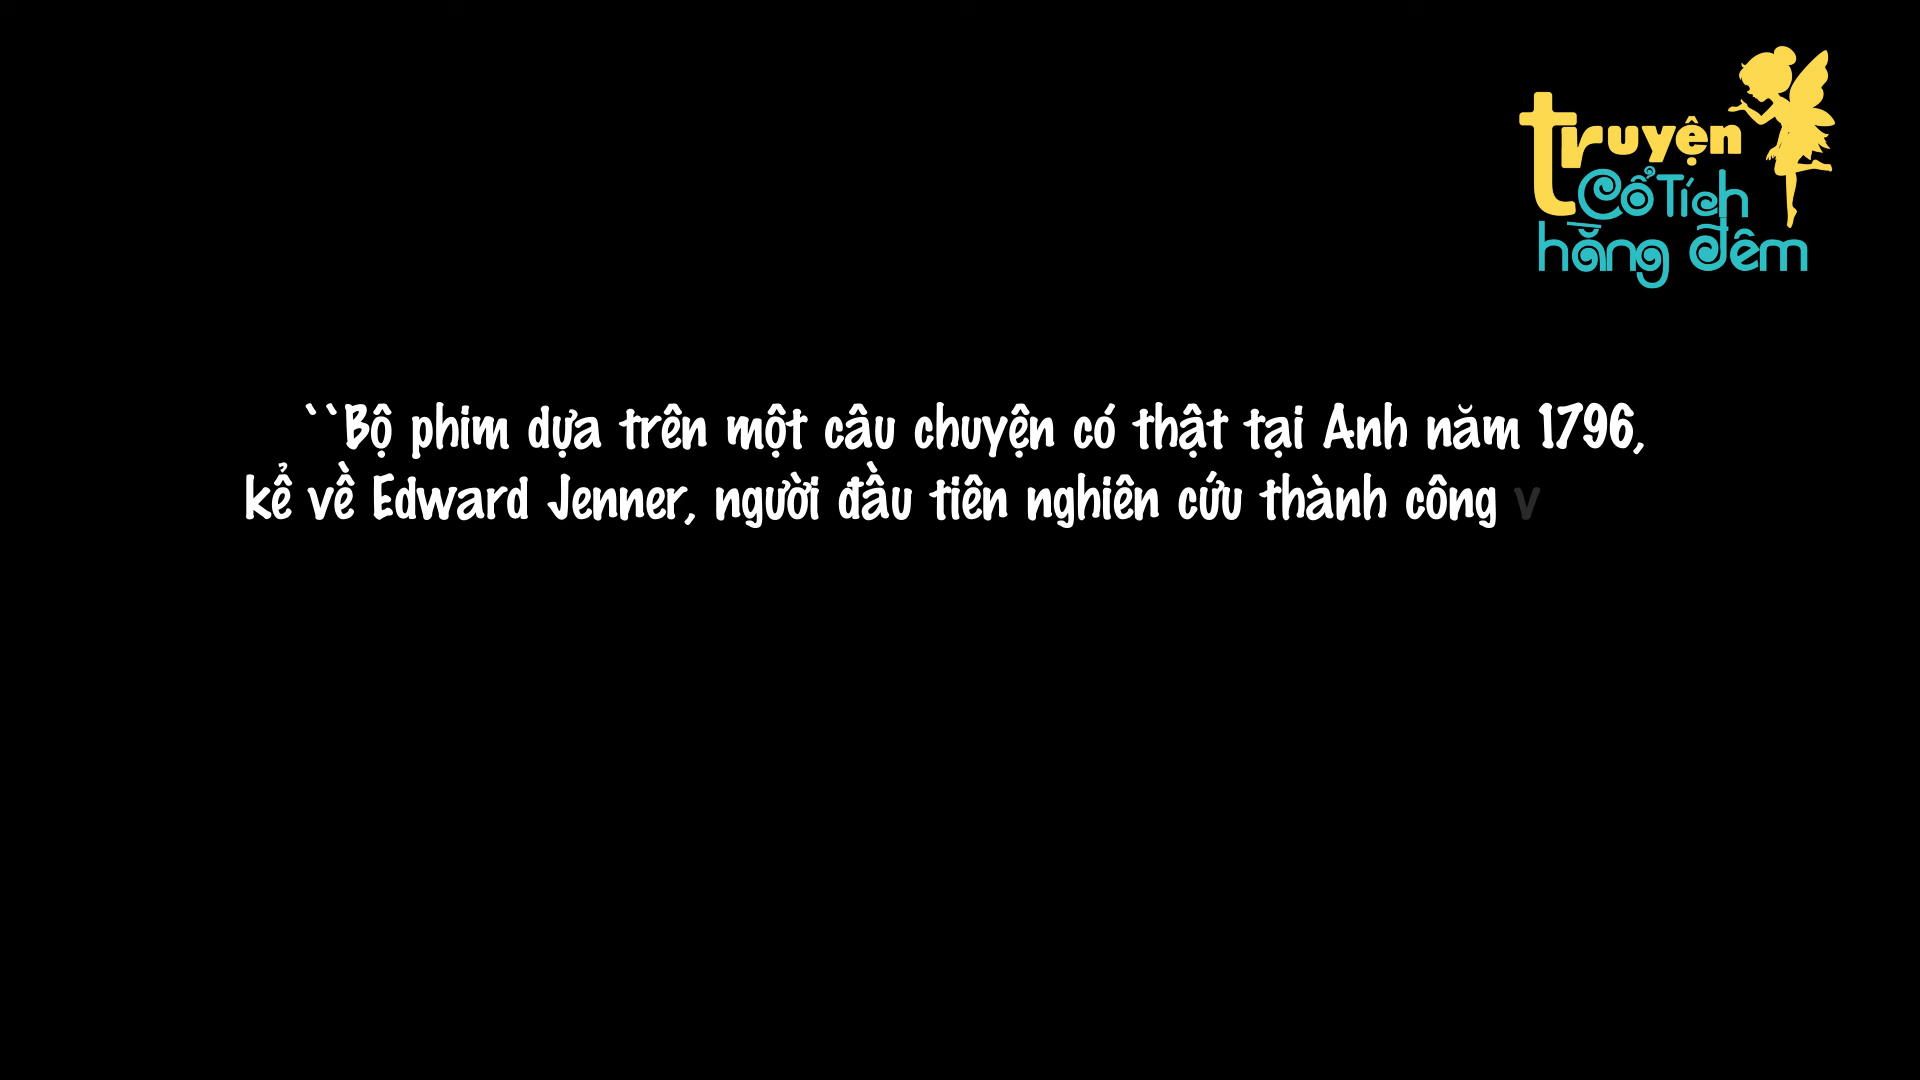 truyện
Cổ Tích
hằng đêm
``Bộ phim dựa trên một câu chuyện có thật tại Anh năm 1796,
kể về Edward Jenner, người đầu tiên nghiên cứu thành công v